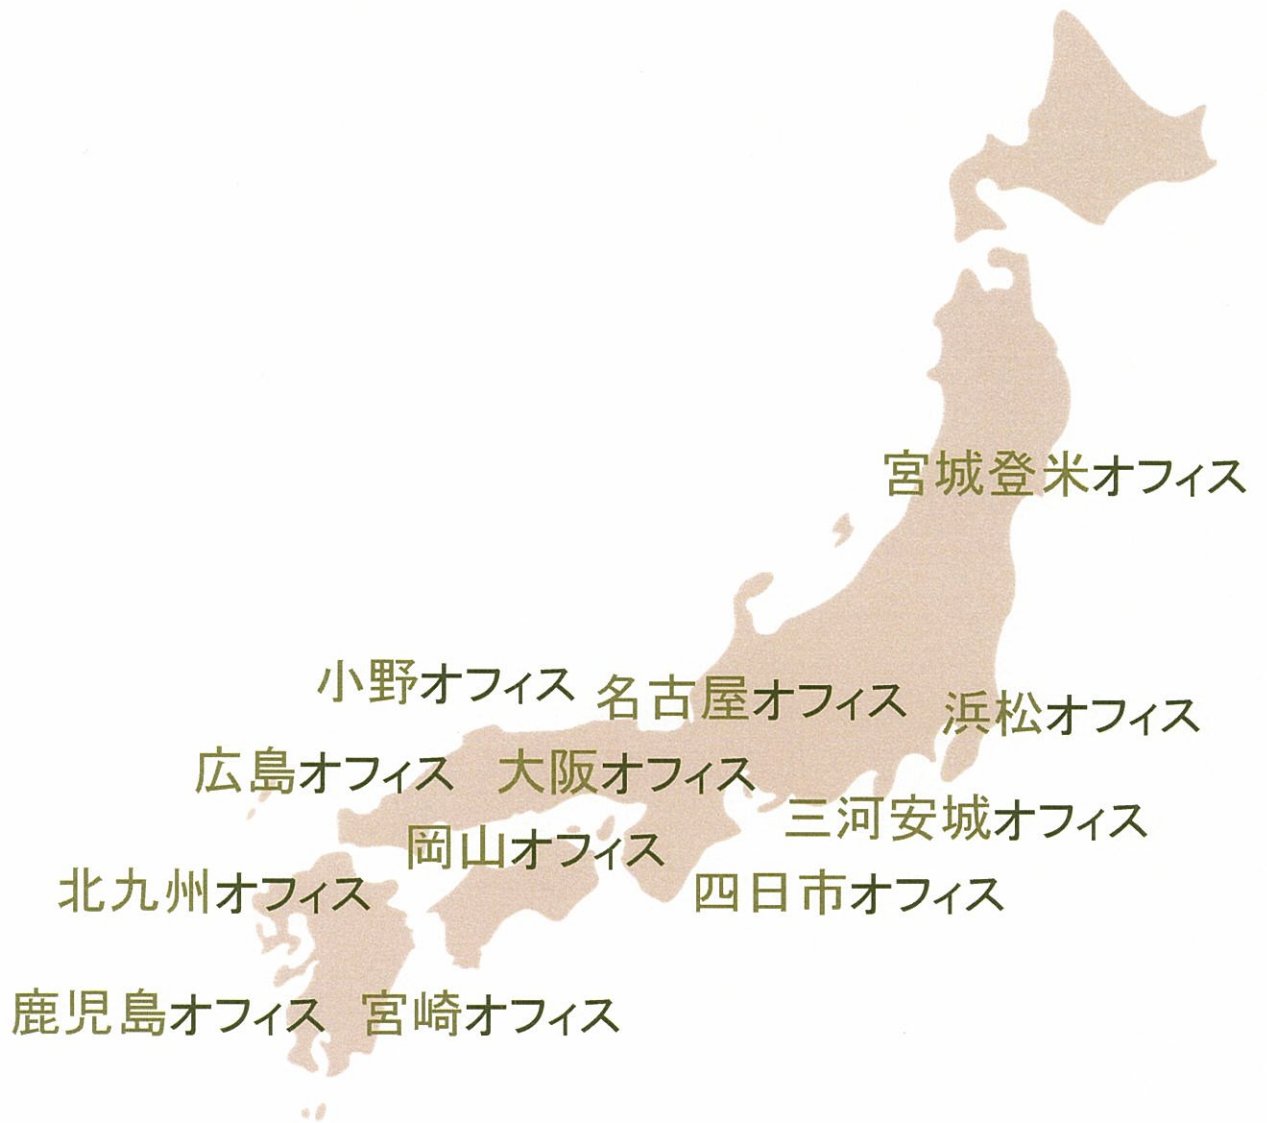 宮城登米オフィス
小野オフィス
名古屋オフィス
浜松オフィス
広島オフィス
大阪オフィス
三河安城オフィス
岡山オフィス
北九州オフィス
四日市オフィス
鹿児島オフィス
宮崎オフィス